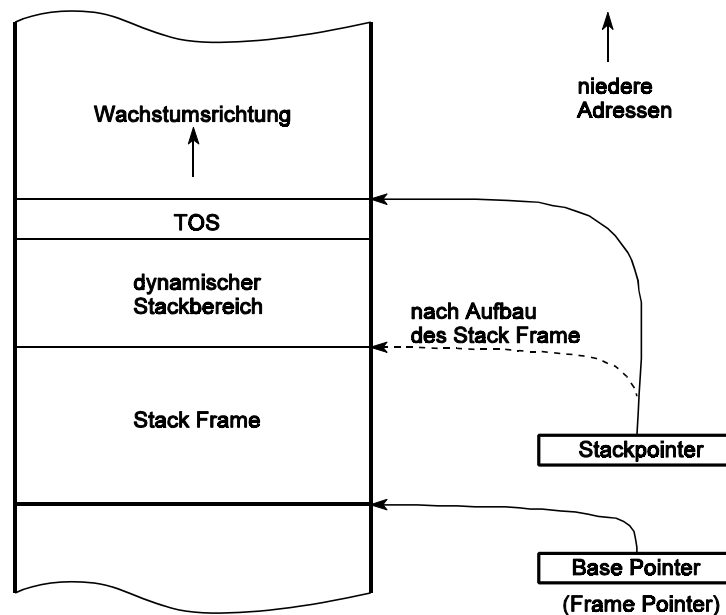 niedere
Adressen
Wachstumsrichtung
TOS
dynamischer
Stackbereich
nach Aufbau
des Stack Frame
Stack Frame
Stackpointer
Base Pointer
(Frame Pointer)